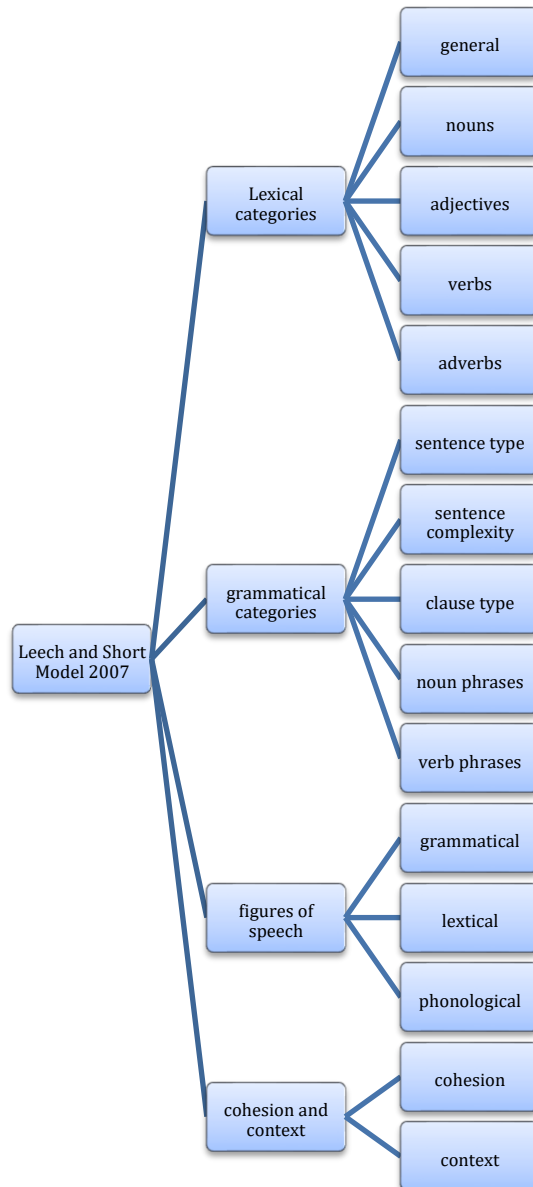 Leech and Short
Model 2007
Lexical
categories
general
nouns
adjectives
verbs
adverbs
grammatical
categories
sentence type
sentence
complexity
clause type
noun phrases
verb phrases
figures of
speech
grammatical
lextical
phonological
cohesion and
context
cohesion
context